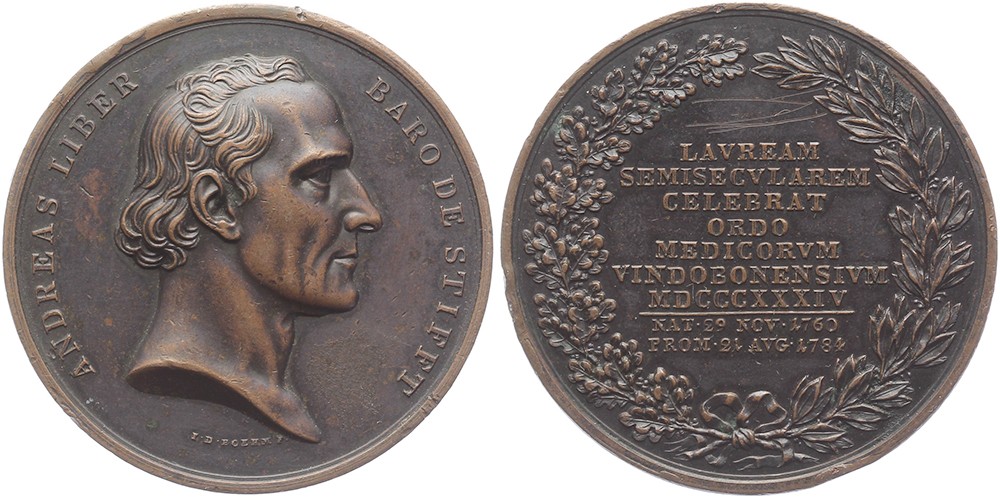 ANDREAS LIBER BARO DE STIFFT
I·D·BOEHM F·
LAVREAM
SEMISECVLAREM
CELEBRAT
ORDO
MEDICORVM
VINDOBONENSIVM
MDCCCXXXIV
NAT·29 NOV·1760
PROM·21 AVG·1784